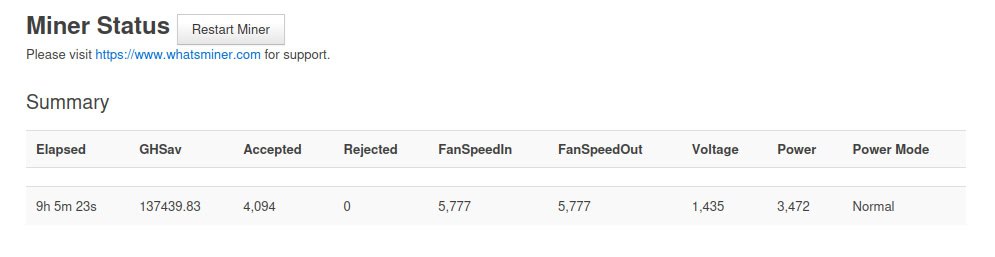 Miner Status Restart Miner
Please visit https://www.whatsminer.com for support.
Summary
Elapsed GHSav Accepted Rejected FanSpeedIn FanSpeedOut Voltage Power Power Mode
9h 5m 23s 137439.83 4,094 0 5,777 5,777 1,435 3,472 Normal